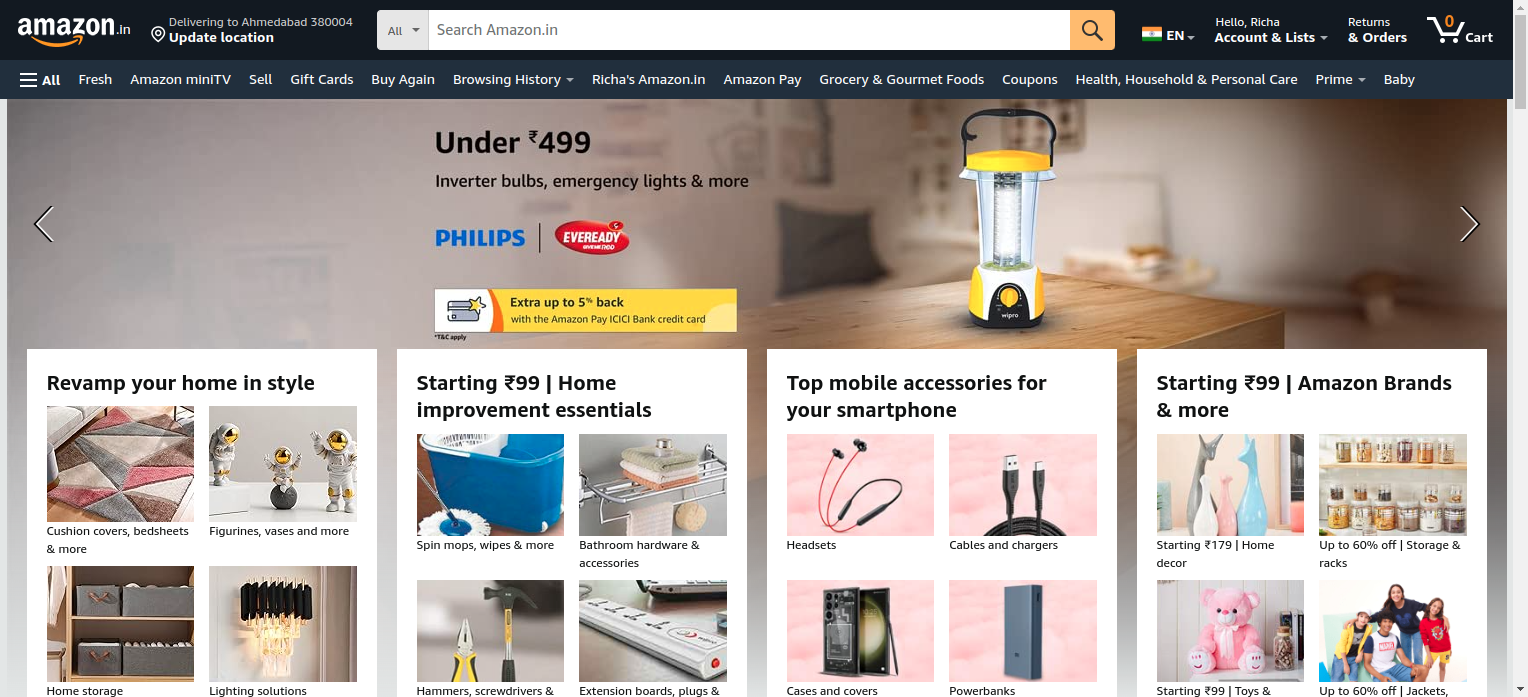 amazon.in
Delivering to Ahmedabad 380004
Update location
All
Search Amazon.in
EN
Hello, Richa
Account & Lists
Returns
& Orders
0
Cart
All
Fresh
Amazon miniTV
Sell
Gift Cards
Buy Again
Browsing History
Richa's Amazon.in
Amazon Pay
Grocery & Gourmet Foods
Coupons
Health, Household & Personal Care
Prime
Baby
Under ₹499
Inverter bulbs, emergency lights & more
PHILIPS
EVEREADY
Extra up to 5% back
with the Amazon Pay ICICI Bank credit card
*T&C apply
wipro
Revamp your home in style
Cushion covers, bedsheets
& more
Figurines, vases and more
Home storage
Lighting solutions
Starting ₹99 | Home
improvement essentials
Spin mops, wipes & more
Bathroom hardware &
accessories
wipro
Hammers, screwdrivers &
Extension boards, plugs &
Top mobile accessories for
your smartphone
Headsets
Cables and chargers
Cases and covers
Powerbanks
Starting ₹99 | Amazon Brands
& more
Starting ₹179 | Home
decor
Up to 60% off | Storage &
racks
Starting ₹99 | Toys &
Up to 60% off | Jackets,